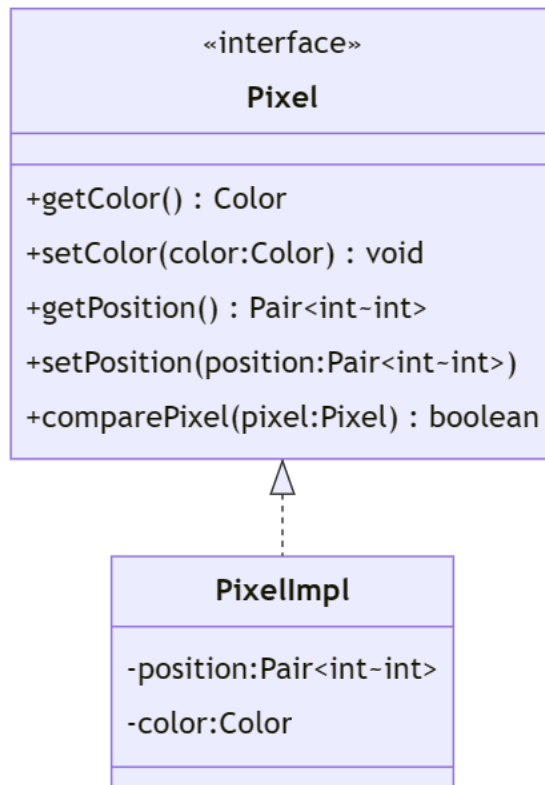 «interface»
Pixel
+getColor() : Color
+setColor(color:Color) : void
+getPosition() : Pair<int~int>
+setPosition(position:Pair<int~int>)
+comparePixel(pixel:Pixel) : boolean
PixelImpl
-position:Pair<int~int>
-color:Color